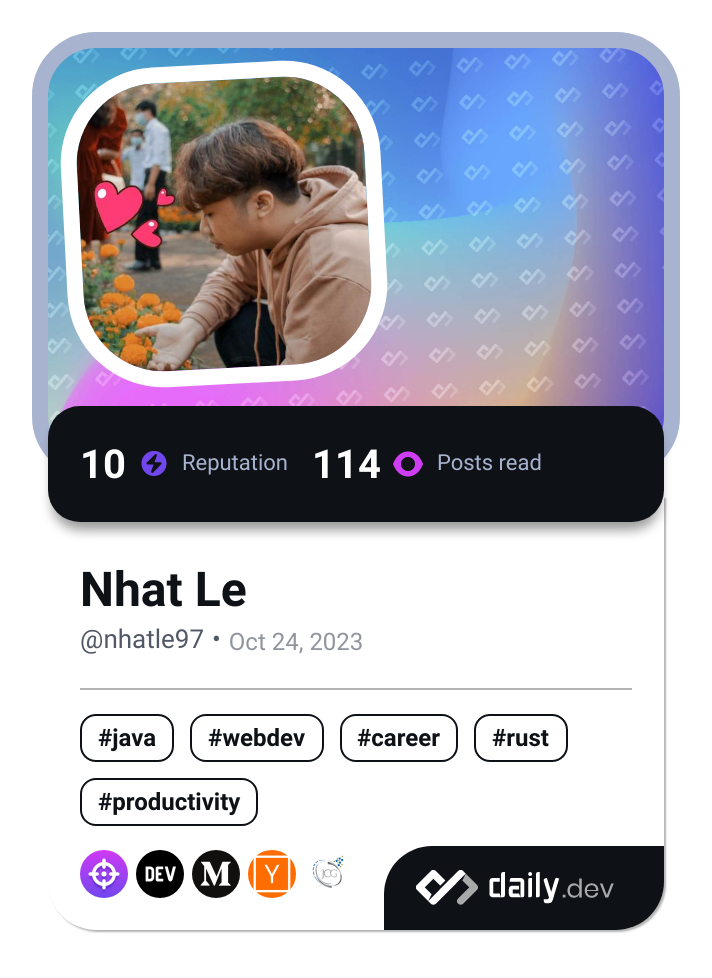 10 Reputation 114 Posts read
Nhat Le
@nhatle97 • Oct 24, 2023
#java #webdev #career #rust
#productivity
DEV M Y JCG
daily.dev